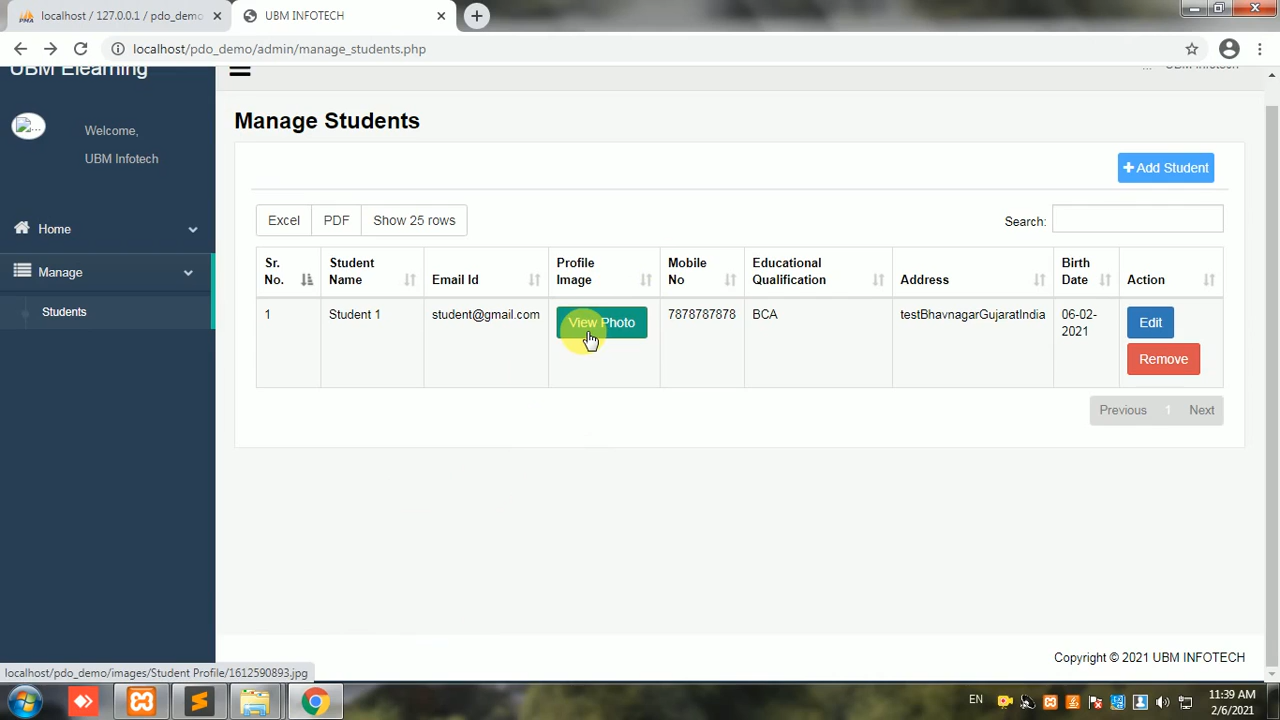 localhost / 127.0.0.1 / pdo_demo
UBM INFOTECH
localhost/pdo_demo/admin/manage_students.php
UBM Elearning
UBM Infotech
Welcome,
UBM Infotech
Home
Manage
Students
Manage Students
Add Student
Excel PDF Show 25 rows
Search:
Sr. No. Student Name Email Id Profile Image Mobile No Educational Qualification Address Birth Date Action
1 Student 1 student@gmail.com View Photo 7878787878 BCA testBhavnagarGujaratIndia 06-02-2021 Edit
Remove
Previous 1 Next
Copyright © 2021 UBM INFOTECH
localhost/pdo_demo/images/Student Profile/1612590893.jpg
EN
11:39 AM
2/6/2021